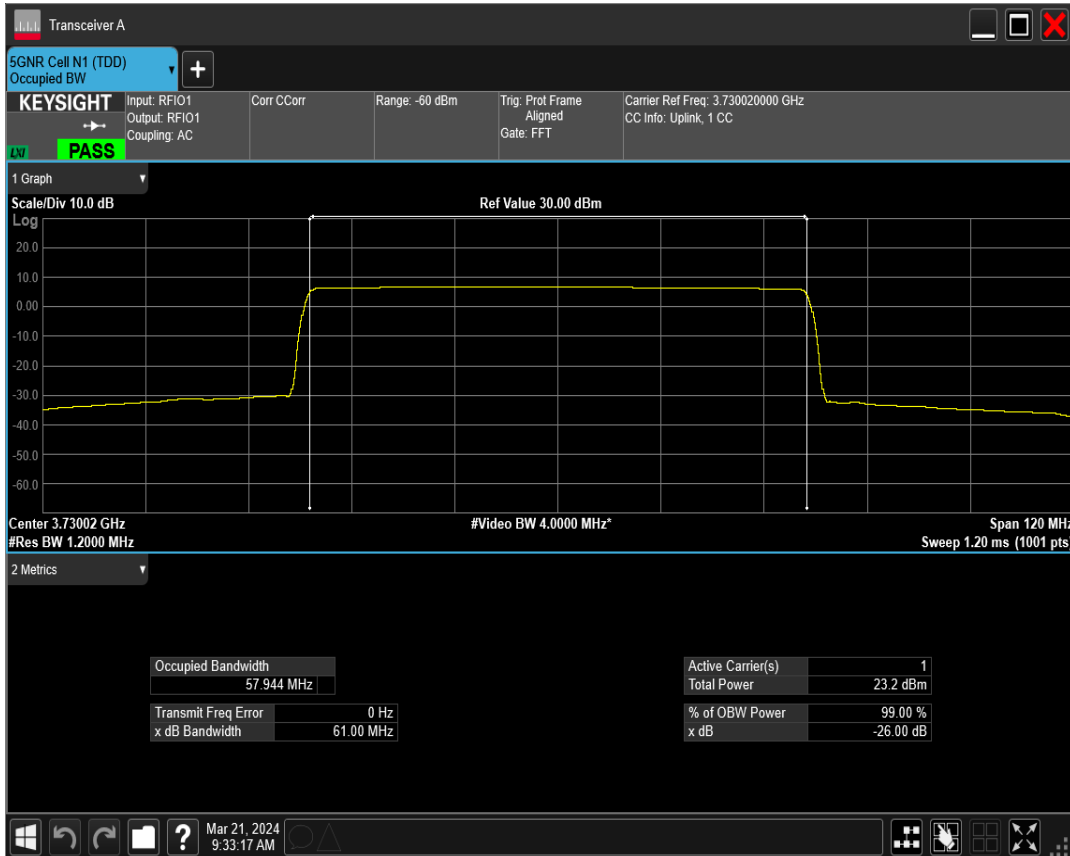 Transceiver A
5GNR Cell N1 (TDD)
Occupied BW
+
KEYSIGHT
LXI
PASS
Input: RFIO1
Output: RFIO1
Coupling: AC
Corr CCorr
Range: -60 dBm
Trig: Prot Frame
Aligned
Gate: FFT
Carrier Ref Freq: 3.730020000 GHz
CC Info: Uplink, 1 CC
1 Graph
Scale/Div 10.0 dB
Ref Value 30.00 dBm
Log
20.0
10.0
0.00
-10.0
-20.0
-30.0
-40.0
-50.0
-60.0
Center 3.73002 GHz
#Video BW 4.0000 MHz*
Span 120 MHz
#Res BW 1.2000 MHz
Sweep 1.20 ms (1001 pts)
2 Metrics
Occupied Bandwidth
57.944 MHz
Transmit Freq Error 0 Hz
x dB Bandwidth 61.00 MHz
Active Carrier(s) 1
Total Power 23.2 dBm
% of OBW Power 99.00 %
x dB -26.00 dB
?
Mar 21, 2024
9:33:17 AM